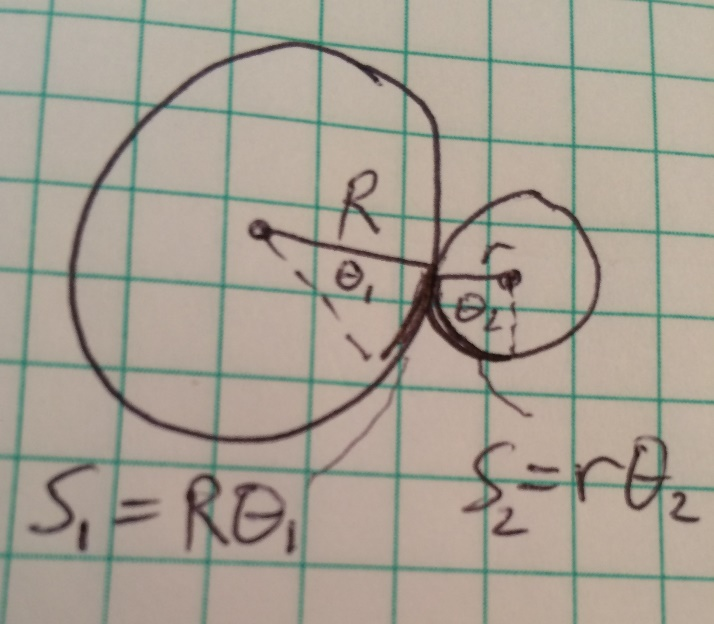 R
r
θ₁
θ₂
S₁ = Rθ₁
S₂ = rθ₂